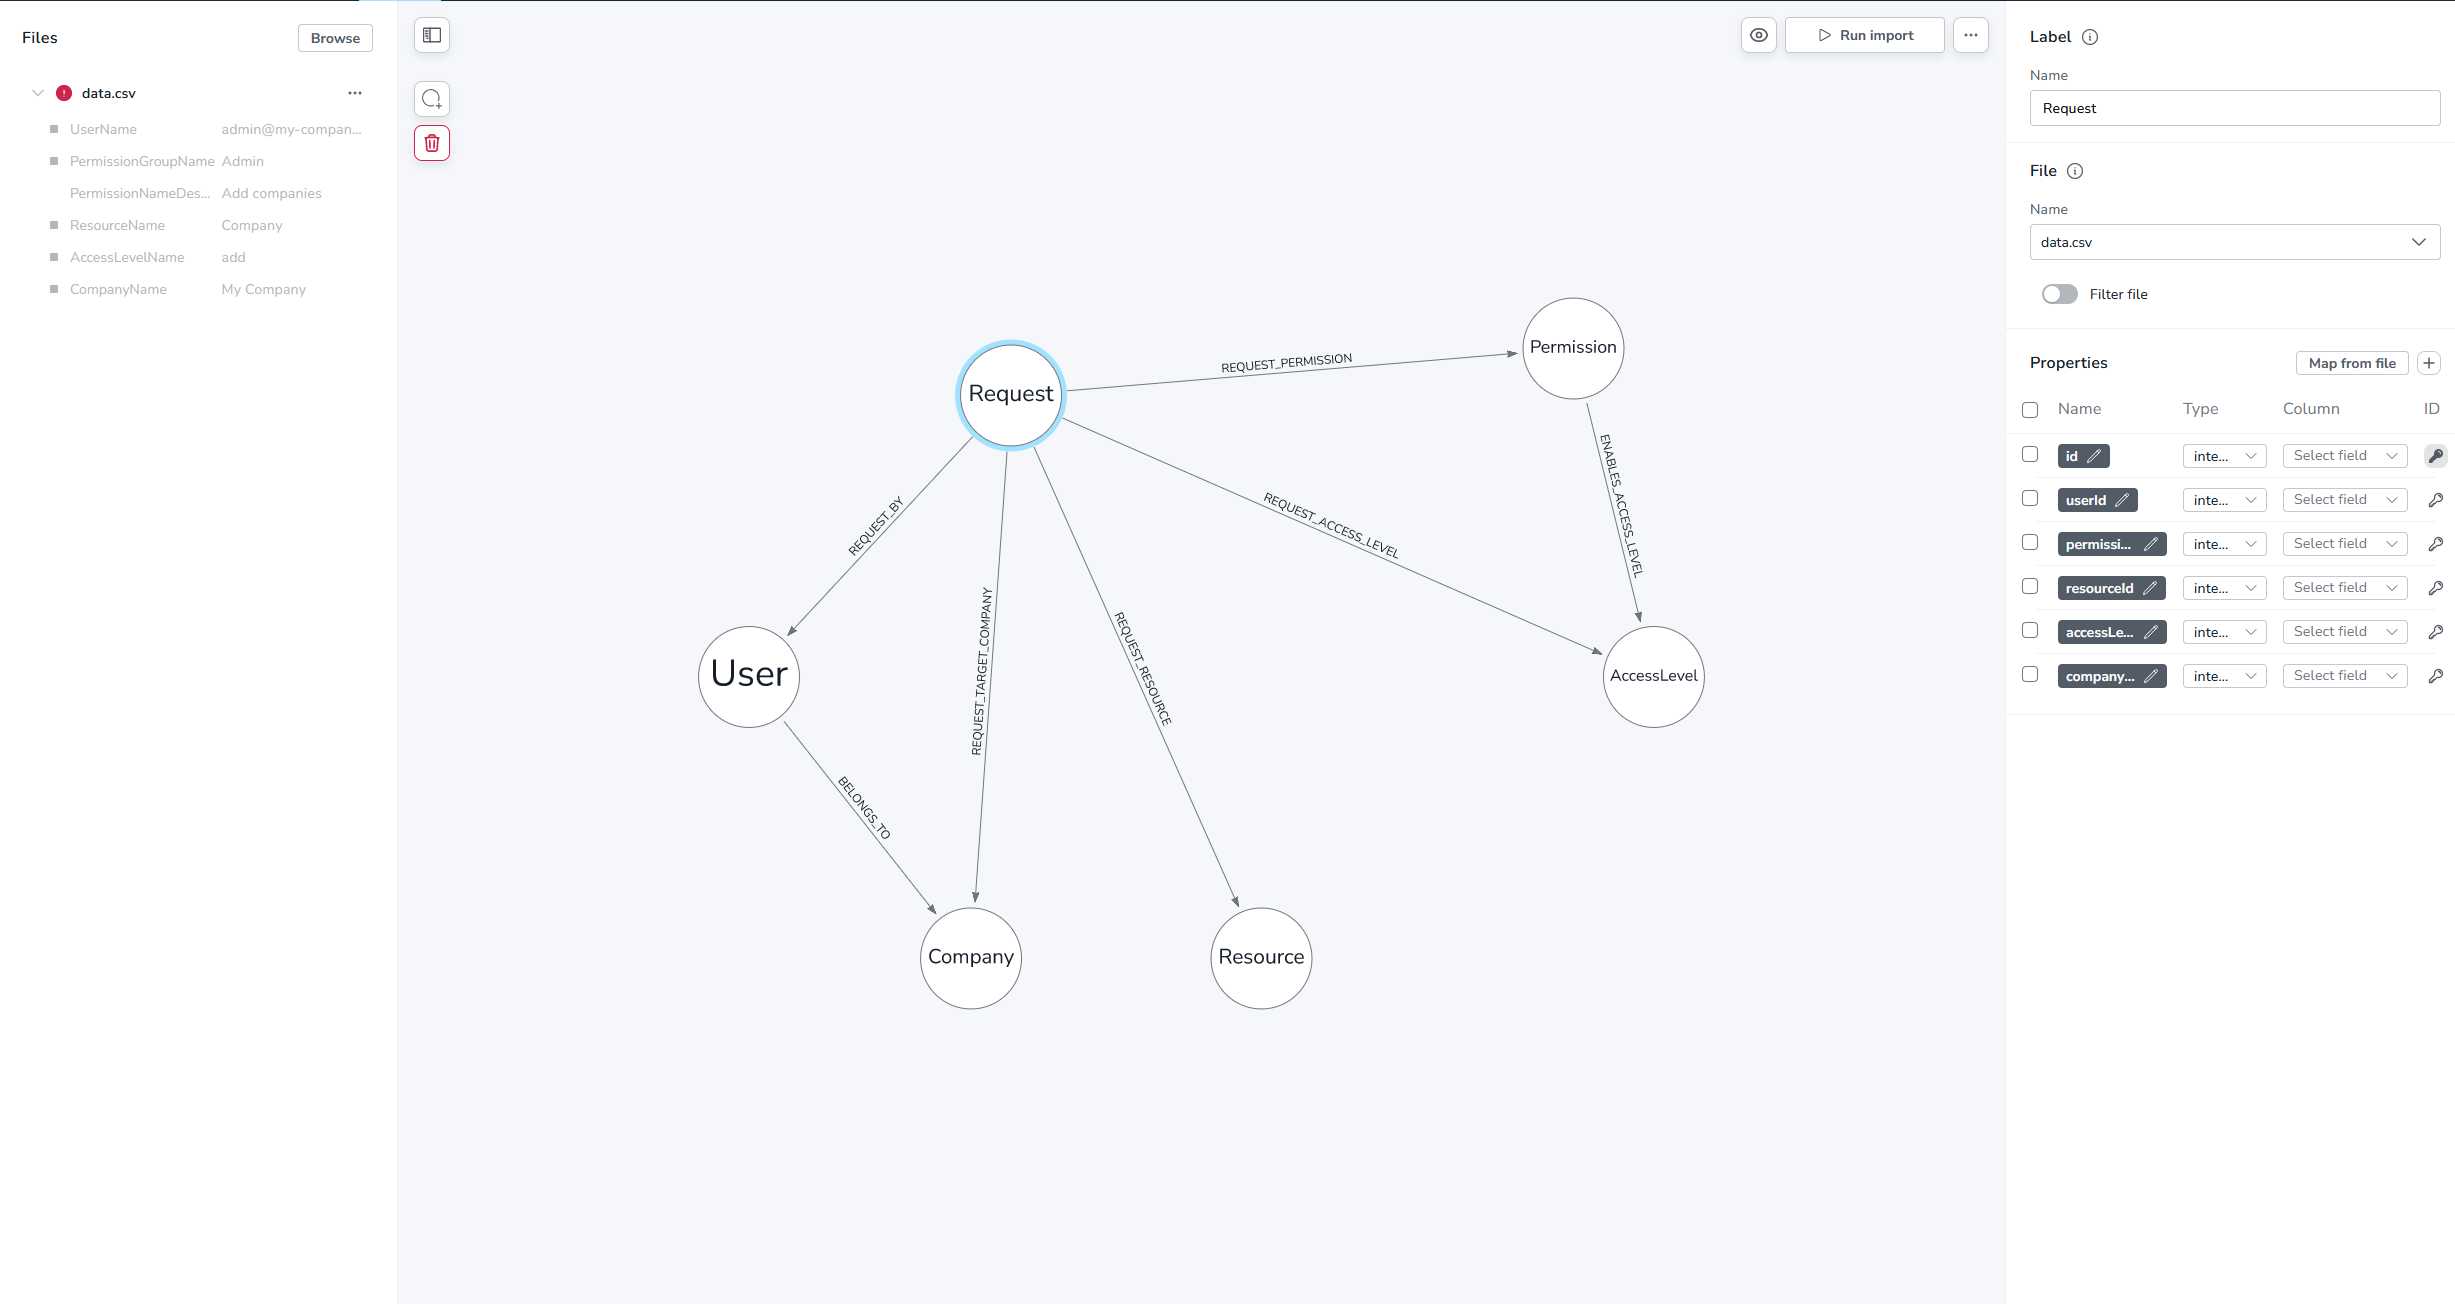 Files
Browse
data.csv
UserName admin@my-compan...
PermissionGroupName Admin
PermissionNameDes... Add companies
ResourceName Company
AccessLevelName add
CompanyName My Company
Run import
Request
Permission
User
AccessLevel
Company
Resource
REQUEST_PERMISSION
REQUEST_BY
REQUEST_TARGET_COMPANY
REQUEST_RESOURCE
REQUEST_ACCESS_LEVEL
ENABLES_ACCESS_LEVEL
BELONGS_TO
Label
Name
Request
File
Name
data.csv
Filter file
Properties
Map from file
Name Type Column ID
id inte... Select field
userId inte... Select field
permissi... inte... Select field
resourceId inte... Select field
accessLe... inte... Select field
company... inte... Select field